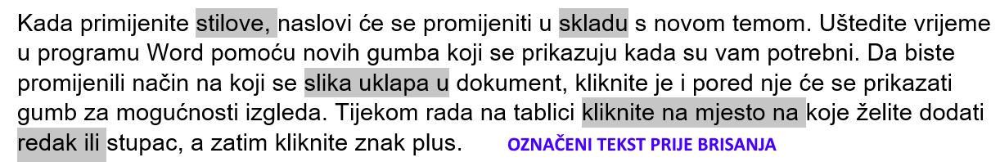 Kada primijenite stilove, naslovi će se promijeniti u skladu s novom temom. Uštedite vrijeme
u programu Word pomoću novih gumba koji se prikazuju kada su vam potrebni. Da biste
promijenili način na koji se slika uklapa u dokument, kliknite je i pored nje će se prikazati
gumb za mogućnosti izgleda. Tijekom rada na tablici kliknite na mjesto na koje želite dodati
redak ili stupac, a zatim kliknite znak plus. OZNAČENI TEKST PRIJE BRISANJA